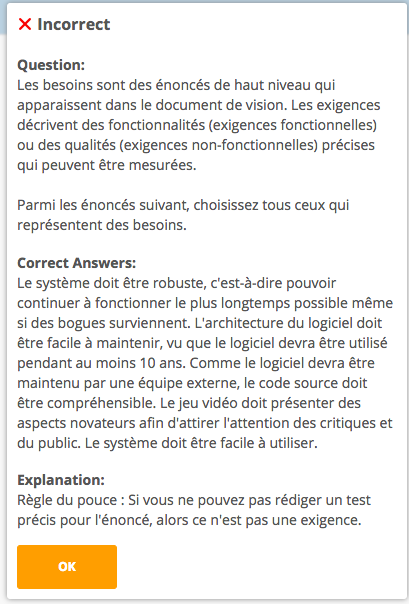 ✕ Incorrect
Question:
Les besoins sont des énoncés de haut niveau qui
apparaissent dans le document de vision. Les exigences
décrivent des fonctionnalités (exigences fonctionnelles)
ou des qualités (exigences non-fonctionnelles) précises
qui peuvent être mesurées.
Parmi les énoncés suivant, choisissez tous ceux qui
représentent des besoins.
Correct Answers:
Le système doit être robuste, c'est-à-dire pouvoir
continuer à fonctionner le plus longtemps possible même
si des bogues surviennent. L'architecture du logiciel doit
être facile à maintenir, vu que le logiciel devra être utilisé
pendant au moins 10 ans. Comme le logiciel devra être
maintenu par une équipe externe, le code source doit
être compréhensible. Le jeu vidéo doit présenter des
aspects novateurs afin d'attirer l'attention des critiques et
du public. Le système doit être facile à utiliser.
Explanation:
Règle du pouce : Si vous ne pouvez pas rédiger un test
précis pour l'énoncé, alors ce n'est pas une exigence.
OK